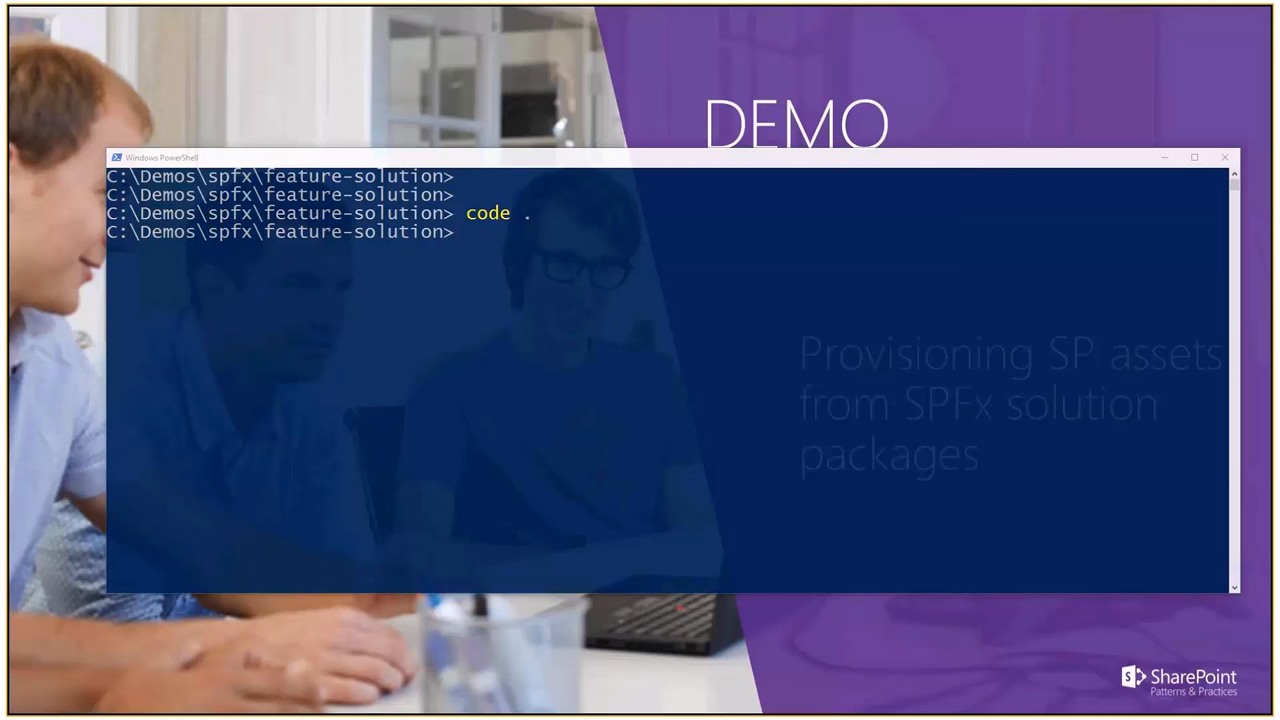 DEMO
Windows PowerShell
C:\Demos\spfx\feature-solution>
C:\Demos\spfx\feature-solution>
C:\Demos\spfx\feature-solution> code .
C:\Demos\spfx\feature-solution>
Provisioning SP assets
from SPFx solution
packages
S
SharePoint
Patterns & Practices